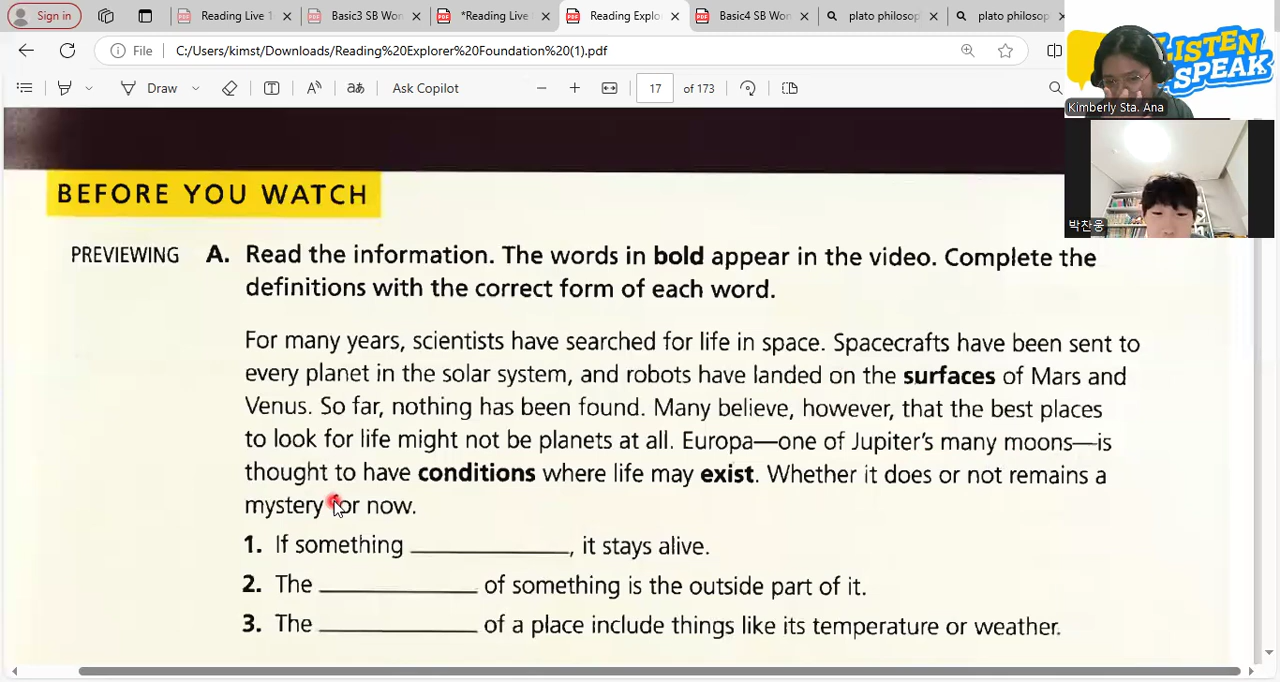 Sign in
Reading Live 1
Basic3 SB Wor
*Reading Live
Reading Explo
Basic4 SB Wor
plato philosop
plato philosop
File
C:/Users/kimst/Downloads/Reading%20Explorer%20Foundation%20(1).pdf
Draw
aあ
Ask Copilot
17
of 173
LISTEN
SPEAK
Kimberly Sta. Ana
박찬웅
BEFORE YOU WATCH
PREVIEWING A. Read the information. The words in bold appear in the video. Complete the
definitions with the correct form of each word.
For many years, scientists have searched for life in space. Spacecrafts have been sent to
every planet in the solar system, and robots have landed on the surfaces of Mars and
Venus. So far, nothing has been found. Many believe, however, that the best places
to look for life might not be planets at all. Europa—one of Jupiter's many moons—is
thought to have conditions where life may exist. Whether it does or not remains a
mystery for now.
1. If something ____________, it stays alive.
2. The ____________ of something is the outside part of it.
3. The ____________ of a place include things like its temperature or weather.